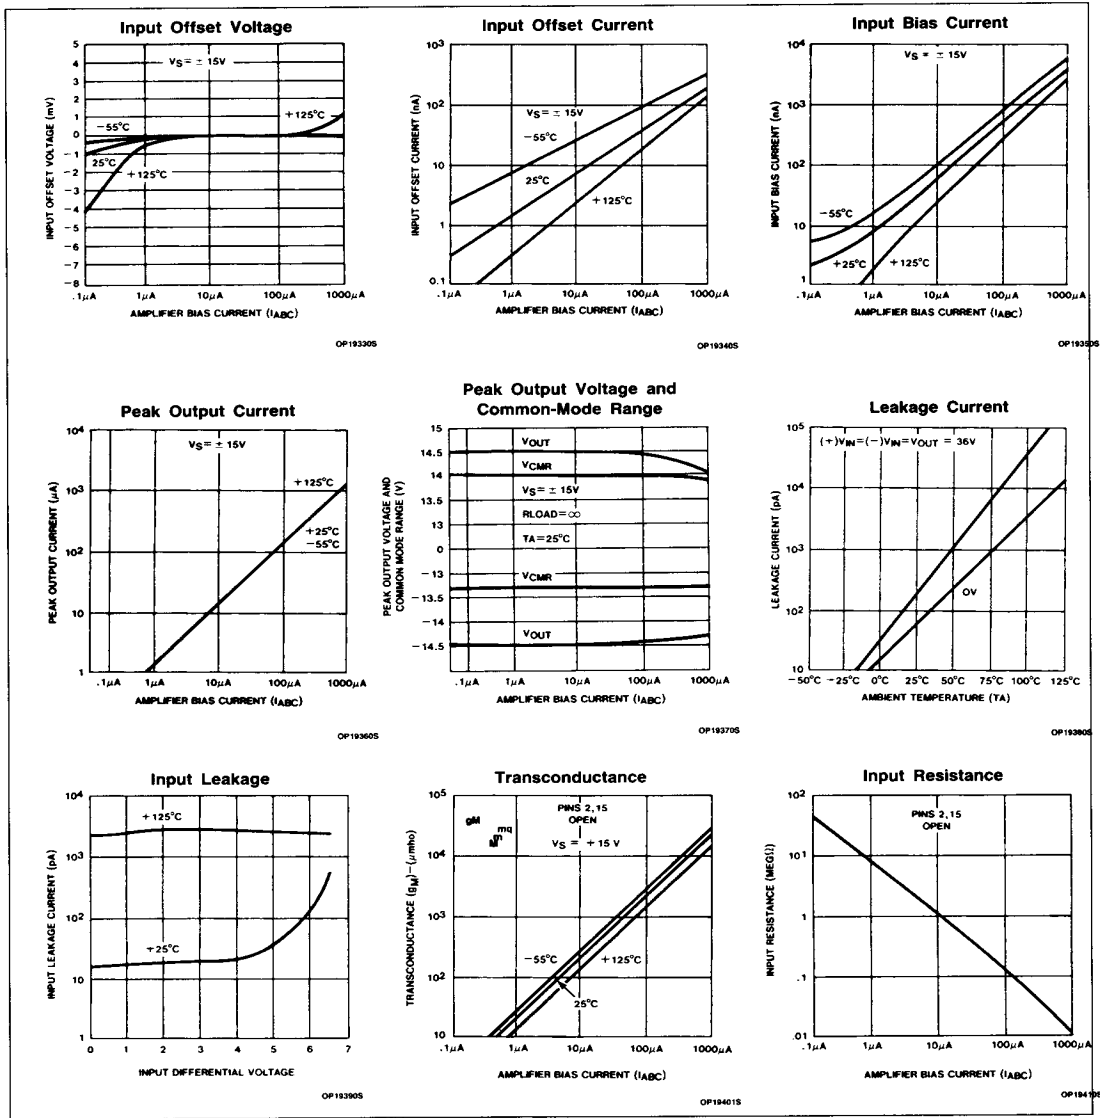 Input Offset Voltage
INPUT OFFSET VOLTAGE (mV)
5
4
3
2
1
0
−1
−2
−3
−4
−5
−6
−7
−8
VS = ± 15V
+125°C
−55°C
25°C
+125°C
.1µA 1µA 10µA 100µA 1000µA
AMPLIFIER BIAS CURRENT (IABC)
OP19330S
Input Offset Current
INPUT OFFSET CURRENT (nA)
10³
10²
10
1
0.1
VS = ± 15V
−55°C
25°C
+125°C
.1µA 1µA 10µA 100µA 1000µA
AMPLIFIER BIAS CURRENT (IABC)
OP19340S
Input Bias Current
INPUT BIAS CURRENT (nA)
10⁴
10³
10²
10
1
VS = ± 15V
−55°C
+25°C
+125°C
.1µA 1µA 10µA 100µA 1000µA
AMPLIFIER BIAS CURRENT (IABC)
OP19350S
Peak Output Current
PEAK OUTPUT CURRENT (µA)
10⁴
10³
10²
10
1
VS = ± 15V
+125°C
+25°C
−55°C
.1µA 1µA 10µA 100µA 1000µA
AMPLIFIER BIAS CURRENT (IABC)
OP19360S
Peak Output Voltage and
Common-Mode Range
PEAK OUTPUT VOLTAGE AND
COMMON MODE RANGE (V)
15
14.5
14
13.5
13
0
−13
−13.5
−14
−14.5
VOUT
VCMR
VS = ± 15V
RLOAD = ∞
TA = 25°C
VCMR
VOUT
.1µA 1µA 10µA 100µA 1000µA
AMPLIFIER BIAS CURRENT (IABC)
OP19370S
Leakage Current
LEAKAGE CURRENT (pA)
10⁵
10⁴
10³
10²
10
(+)VIN = (−)VIN = VOUT = 36V
OV
−50°C −25°C 0°C 25°C 50°C 75°C 100°C 125°C
AMBIENT TEMPERATURE (TA)
OP19380S
Input Leakage
INPUT LEAKAGE CURRENT (pA)
10⁴
10³
10²
10
1
+125°C
+25°C
0 1 2 3 4 5 6 7
INPUT DIFFERENTIAL VOLTAGE
OP19390S
Transconductance
TRANSCONDUCTANCE (gM)−(µmho)
10⁵
10⁴
10³
10²
10
gM
mq
m
M
PINS 2,15
OPEN
VS = +15 V
−55°C
+125°C
25°C
.1µA 1µA 10µA 100µA 1000µA
AMPLIFIER BIAS CURRENT (IABC)
OP19401S
Input Resistance
INPUT RESISTANCE (MEGΩ)
10²
10¹
1
.1
.01
PINS 2,15
OPEN
.1µA 1µA 10µA 100µA 1000µA
AMPLIFIER BIAS CURRENT (IABC)
OP19410S